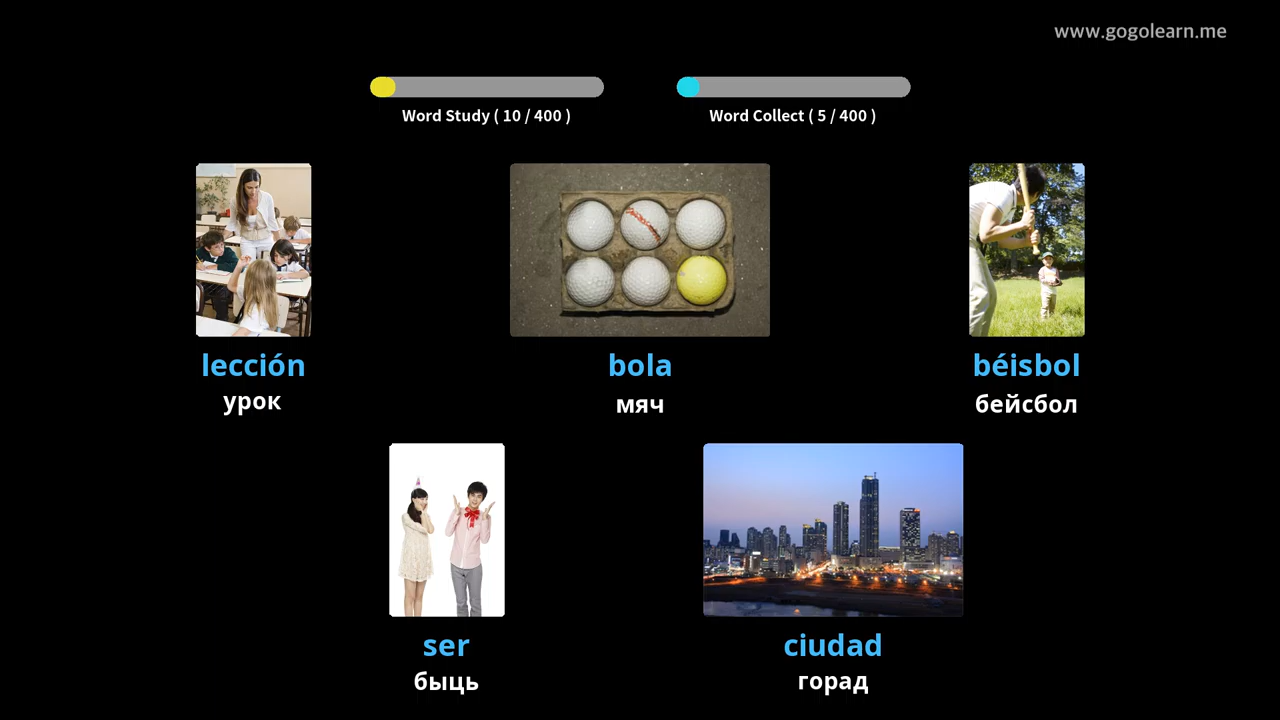 www.gogolearn.me
Word Study ( 10 / 400 )
Word Collect ( 5 / 400 )
lección
урок
bola
мяч
béisbol
бейсбол
ser
быць
ciudad
горад